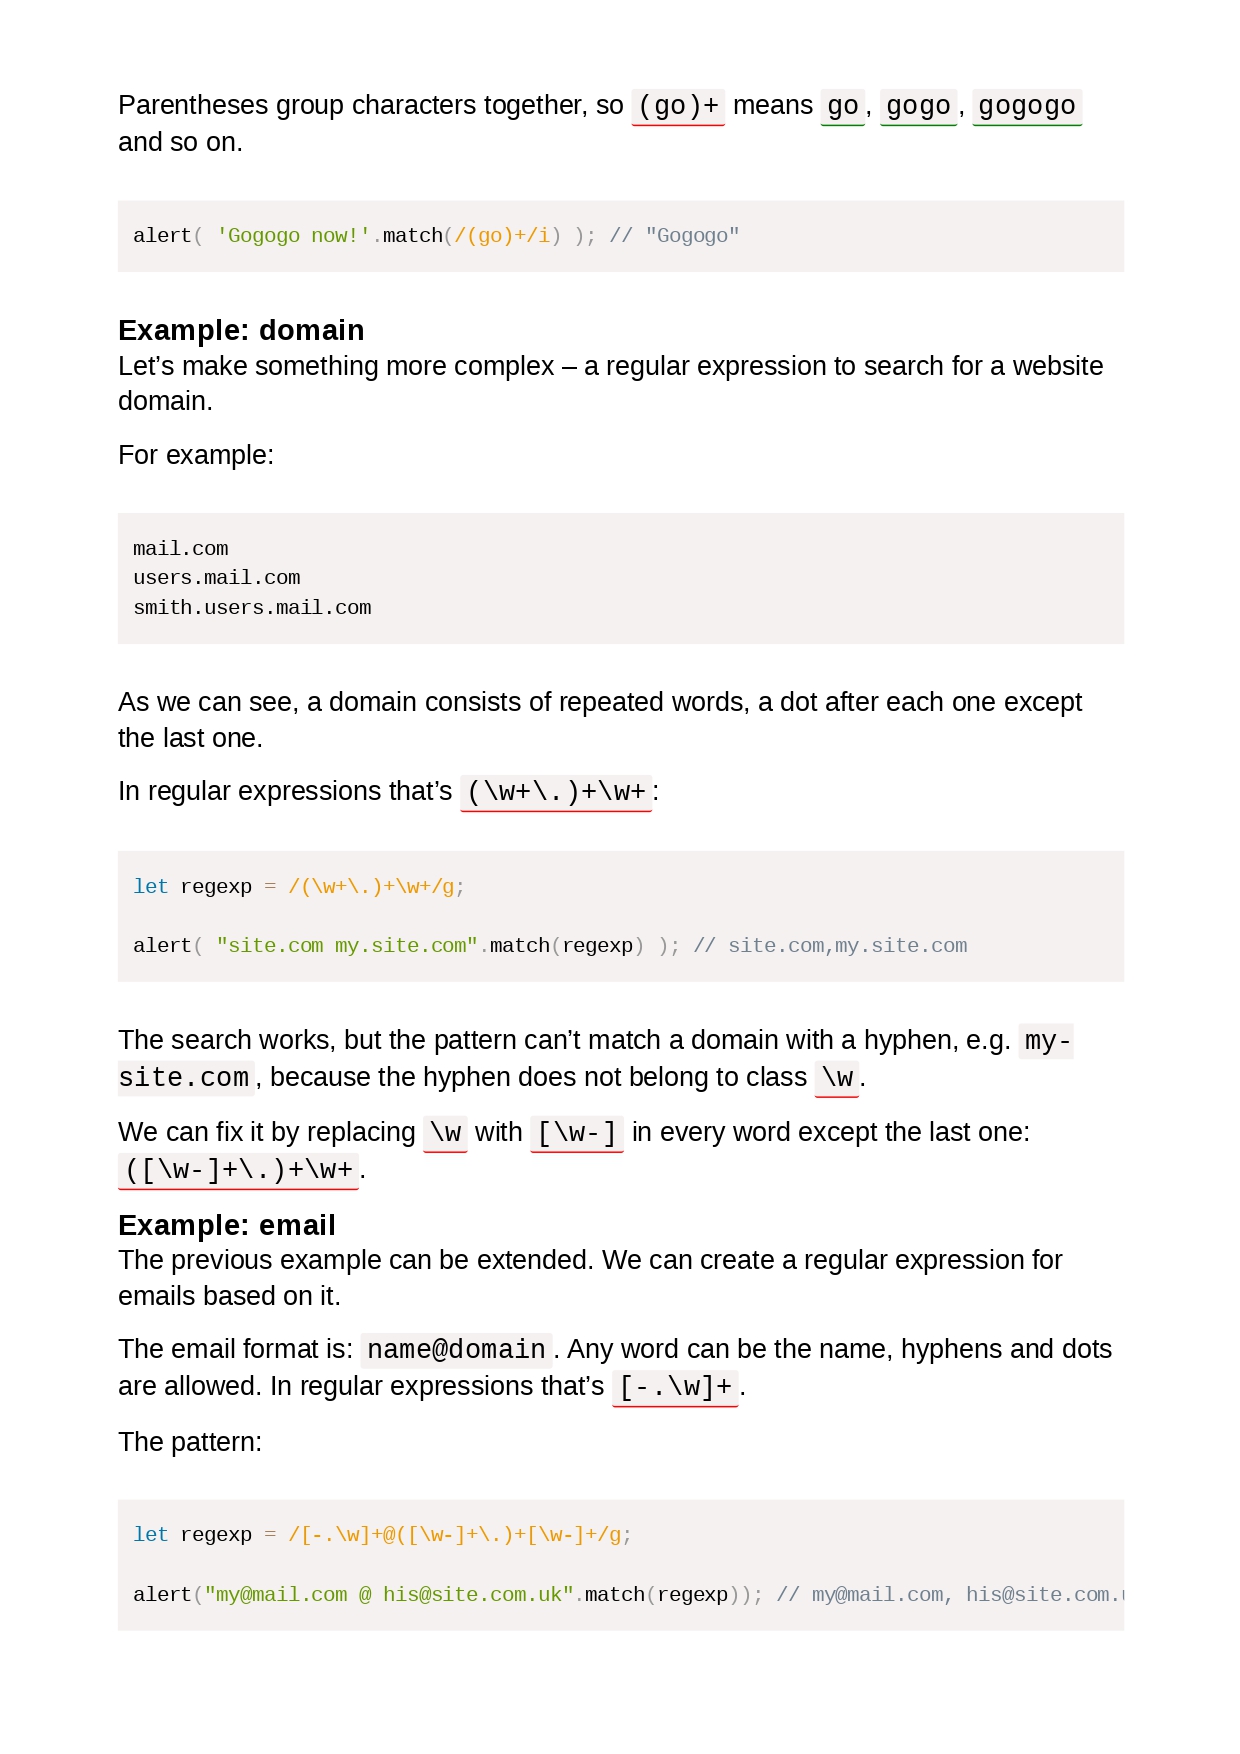 Parentheses group characters together, so (go)+ means go, gogo, gogogo
and so on.
alert( 'Gogogo now!'.match(/(go)+/i) ); // "Gogogo"
Example: domain
Let’s make something more complex – a regular expression to search for a website
domain.
For example:
mail.com
users.mail.com
smith.users.mail.com
As we can see, a domain consists of repeated words, a dot after each one except
the last one.
In regular expressions that’s (\w+\.)+\w+:
let regexp = /(\w+\.)+\w+/g;
alert( "site.com my.site.com".match(regexp) ); // site.com,my.site.com
The search works, but the pattern can’t match a domain with a hyphen, e.g. my-
site.com, because the hyphen does not belong to class \w.
We can fix it by replacing \w with [\w-] in every word except the last one:
([\w-]+\.)+\w+.
Example: email
The previous example can be extended. We can create a regular expression for
emails based on it.
The email format is: name@domain. Any word can be the name, hyphens and dots
are allowed. In regular expressions that’s [-.\w]+.
The pattern:
let regexp = /[-.\w]+@([\w-]+\.)+[\w-]+/g;
alert("my@mail.com @ his@site.com.uk".match(regexp)); // my@mail.com, his@site.com.u